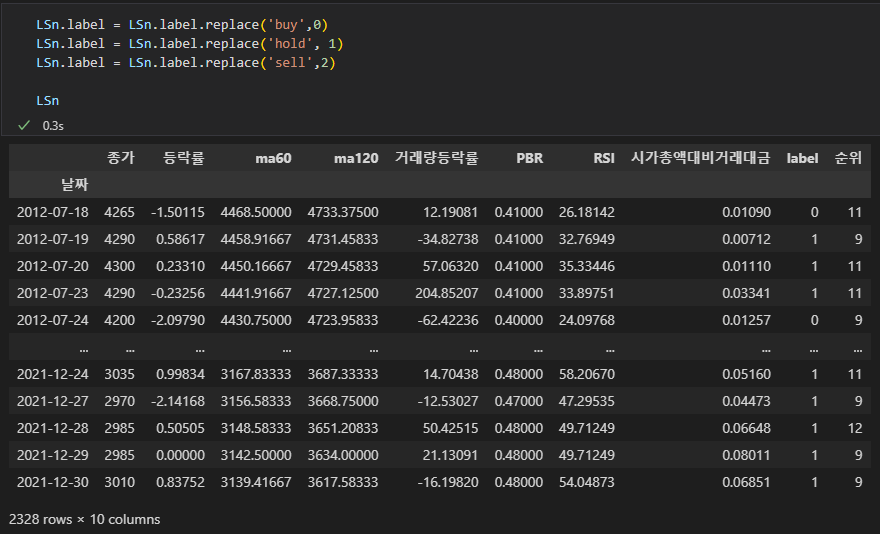 LSn.label = LSn.label.replace('buy',0)
LSn.label = LSn.label.replace('hold', 1)
LSn.label = LSn.label.replace('sell',2)
LSn
0.3s
종가 등락률 ma60 ma120 거래량등락률 PBR RSI 시가총액대비거래대금 label 순위
날짜
2012-07-18 4265 -1.50115 4468.50000 4733.37500 12.19081 0.41000 26.18142 0.01090 0 11
2012-07-19 4290 0.58617 4458.91667 4731.45833 -34.82738 0.41000 32.76949 0.00712 1 9
2012-07-20 4300 0.23310 4450.16667 4729.45833 57.06320 0.41000 35.33446 0.01110 1 11
2012-07-23 4290 -0.23256 4441.91667 4727.12500 204.85207 0.41000 33.89751 0.03341 1 11
2012-07-24 4200 -2.09790 4430.75000 4723.95833 -62.42236 0.40000 24.09768 0.01257 0 9
... ... ... ... ... ... ... ... ... ... ...
2021-12-24 3035 0.99834 3167.83333 3687.33333 14.70438 0.48000 58.20670 0.05160 1 11
2021-12-27 2970 -2.14168 3156.58333 3668.75000 -12.53027 0.47000 47.29535 0.04473 1 9
2021-12-28 2985 0.50505 3148.58333 3651.20833 50.42515 0.48000 49.71249 0.06648 1 12
2021-12-29 2985 0.00000 3142.50000 3634.00000 21.13091 0.48000 49.71249 0.08011 1 9
2021-12-30 3010 0.83752 3139.41667 3617.58333 -16.19820 0.48000 54.04873 0.06851 1 9
2328 rows × 10 columns